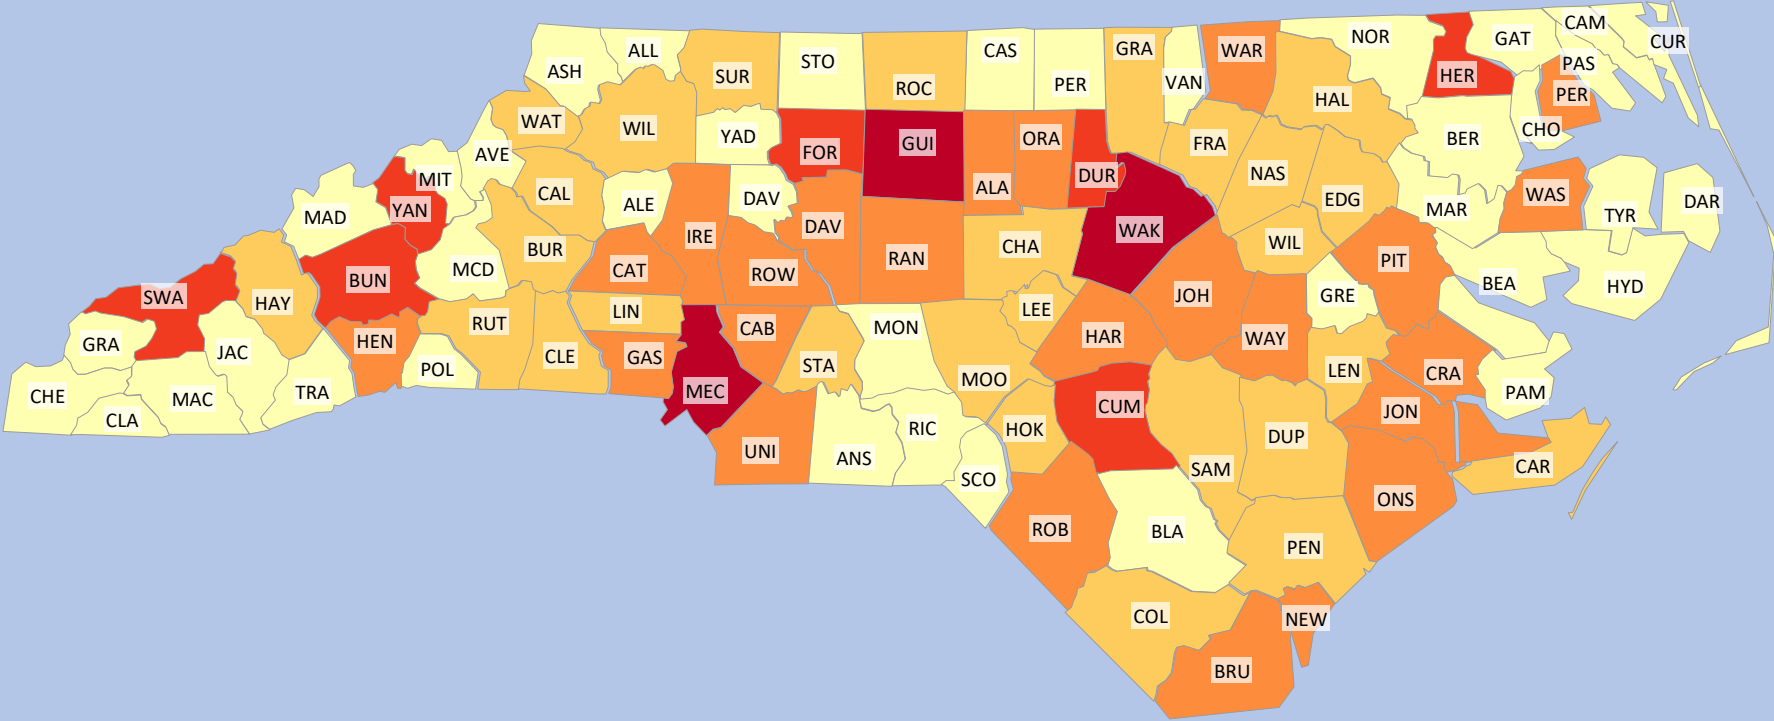 ASH
ALL
SUR
STO
ROC
CAS
PER
GRA
VAN
WAR
HAL
NOR
HER
GAT
CAM
CUR
PAS
PER
CHO
BER
WAT
WIL
YAD
FOR
GUI
ALA
ORA
DUR
FRA
NAS
EDG
MAR
WAS
TYR
DAR
AVE
MIT
YAN
MAD
CAL
ALE
IRE
DAV
DAV
RAN
CHA
WAK
WIL
PIT
BEA
HYD
SWA
HAY
BUN
MCD
BUR
CAT
ROW
LEE
JOH
WAY
GRE
GRA
JAC
HEN
POL
RUT
CLE
LIN
GAS
MEC
CAB
STA
MON
MOO
HAR
LEN
CRA
PAM
CHE
CLA
MAC
TRA
UNI
ANS
RIC
SCO
HOK
CUM
SAM
DUP
JON
CAR
ONS
ROB
BLA
PEN
COL
NEW
BRU